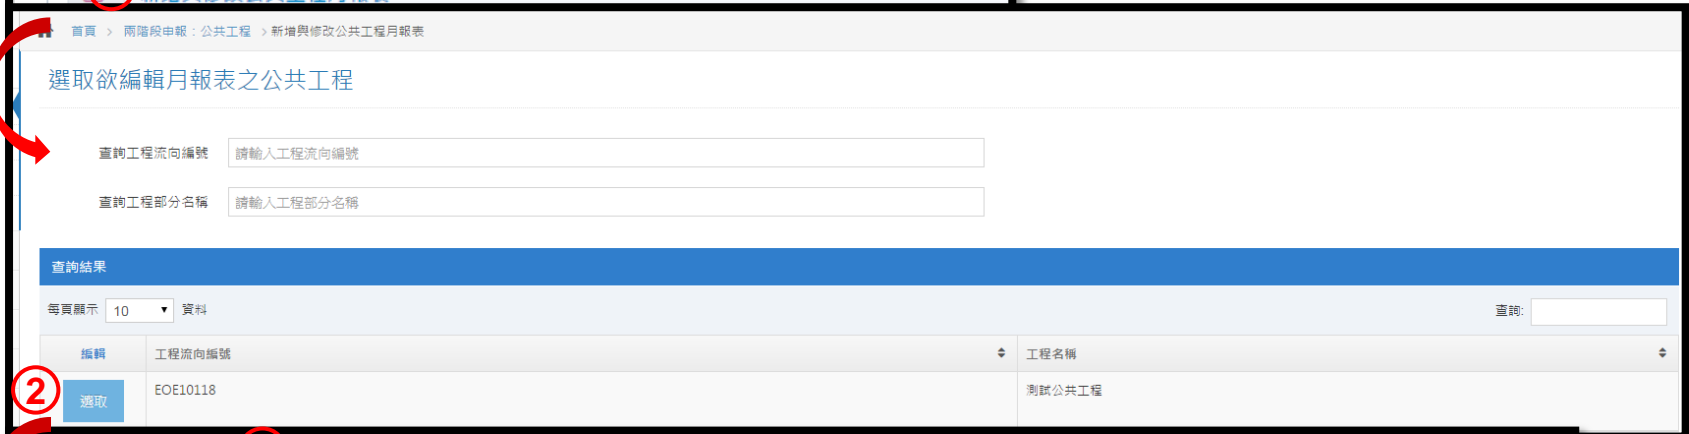 首頁 > 兩階段申報：公共工程 > 新增與修改公共工程月報表
選取欲編輯月報表之公共工程
查詢工程流向編號 請輸入工程流向編號
查詢工程部分名稱 請輸入工程部分名稱
查詢結果
每頁顯示 10 資料 查詢:
編輯 工程流向編號 工程名稱
② 選取 EOE10118 測試公共工程